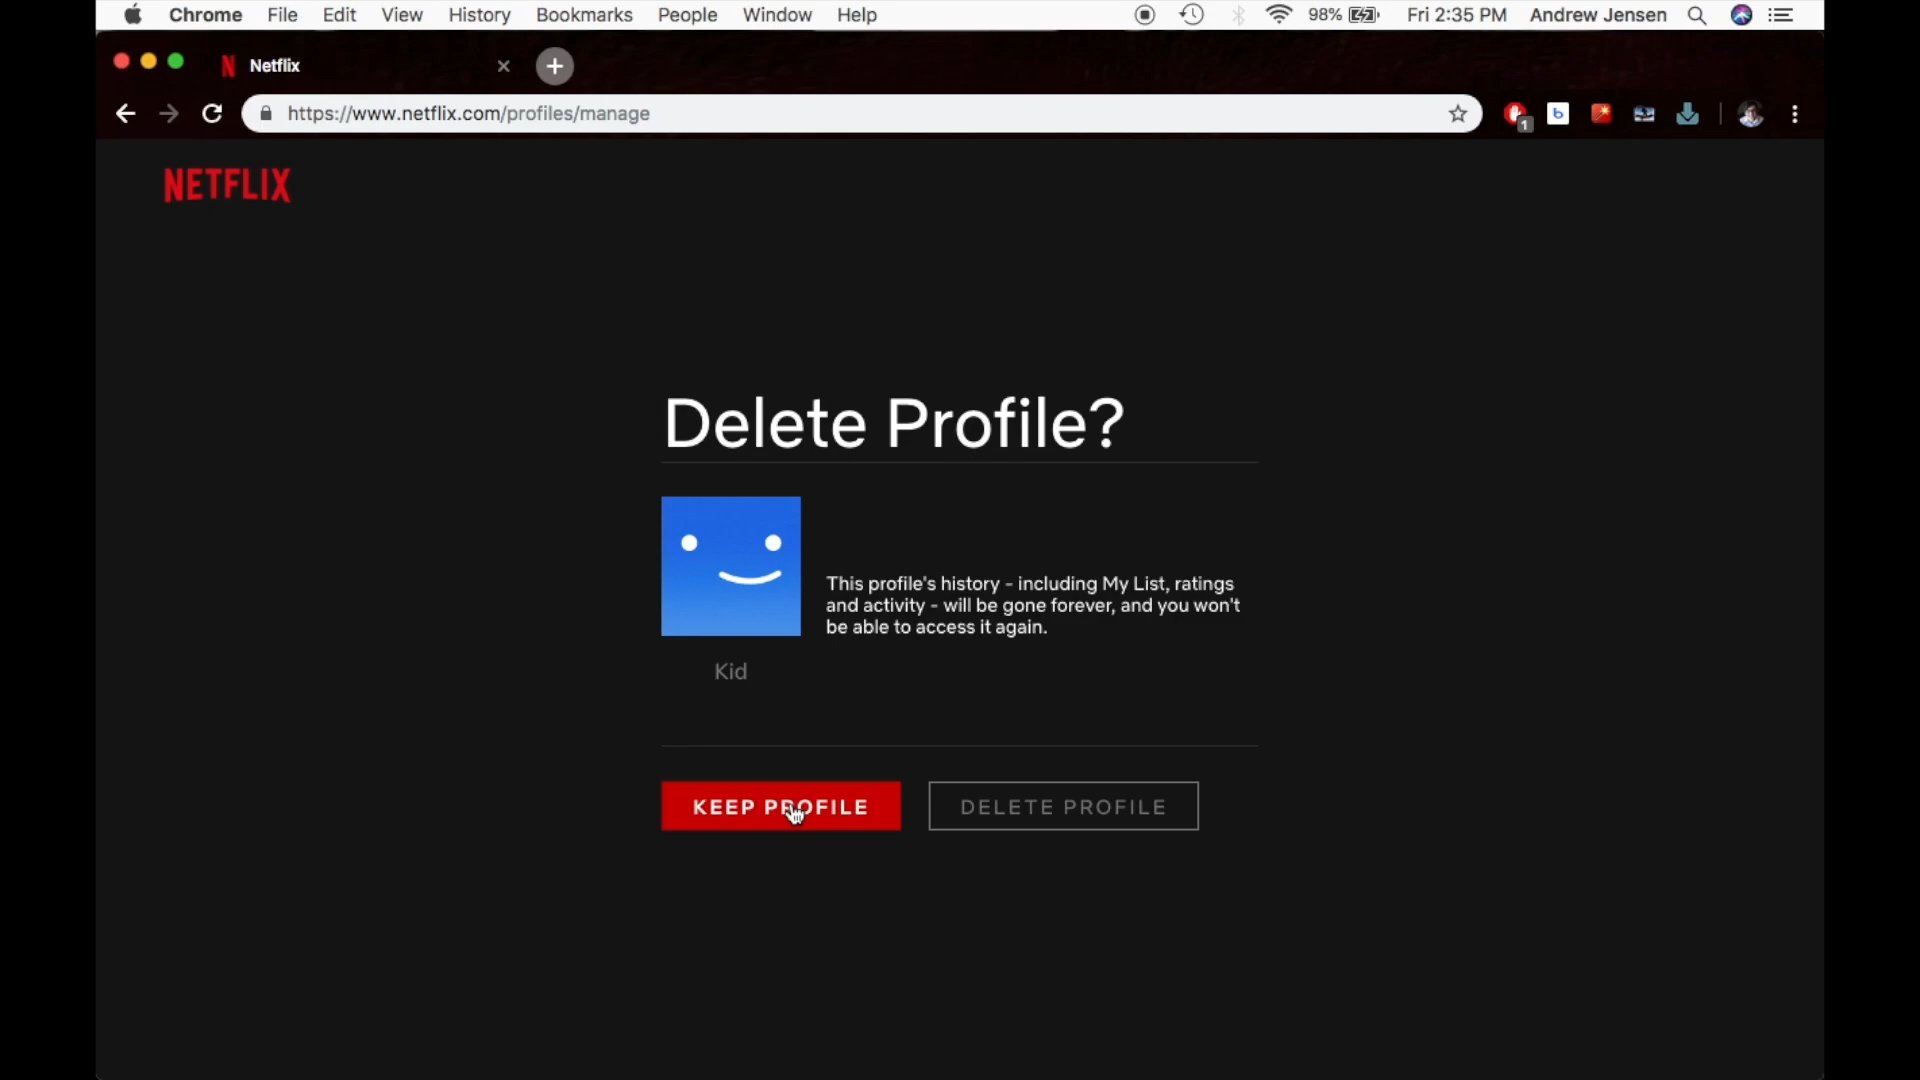 Chrome File Edit View History Bookmarks People Window Help 98% Fri 2:35 PM Andrew Jensen
Netflix
https://www.netflix.com/profiles/manage
1
b
NETFLIX
Delete Profile?
This profile's history - including My List, ratings
and activity - will be gone forever, and you won't
be able to access it again.
Kid
KEEP PROFILE DELETE PROFILE